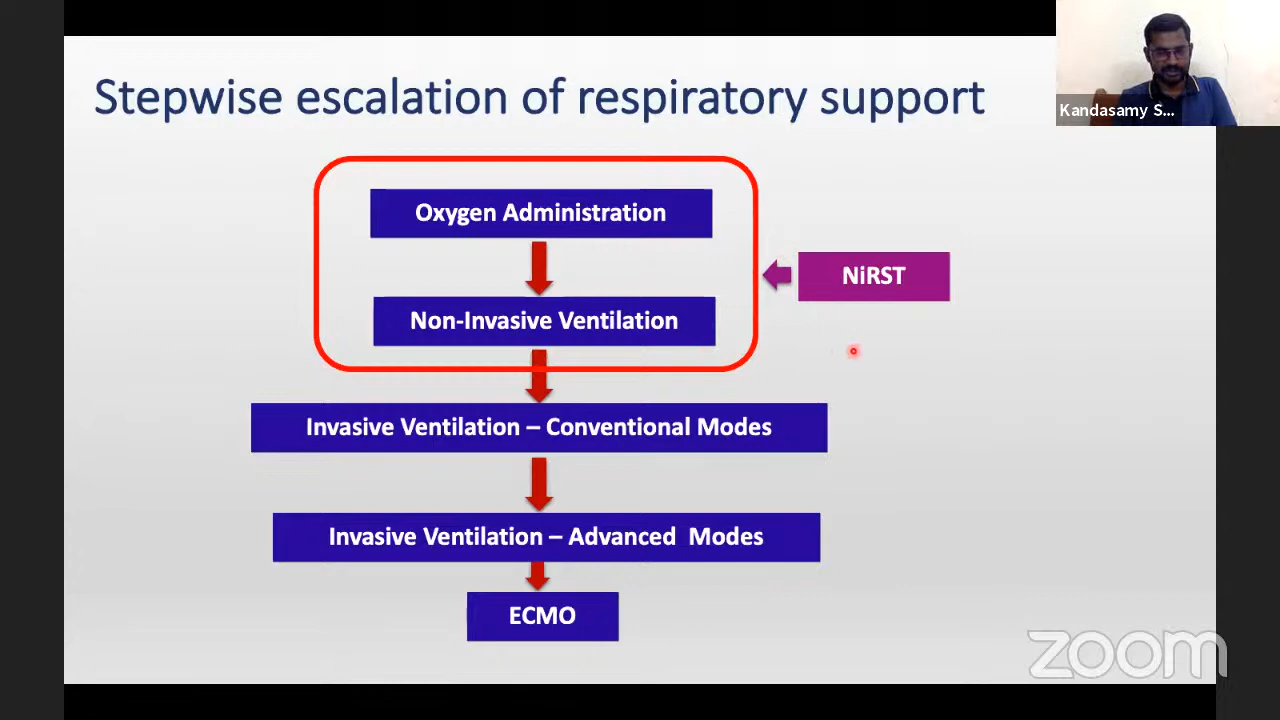 Stepwise escalation of respiratory support
Kandasamy S...
Oxygen Administration
NiRST
Non-Invasive Ventilation
Invasive Ventilation – Conventional Modes
Invasive Ventilation – Advanced  Modes
ECMO
zoom